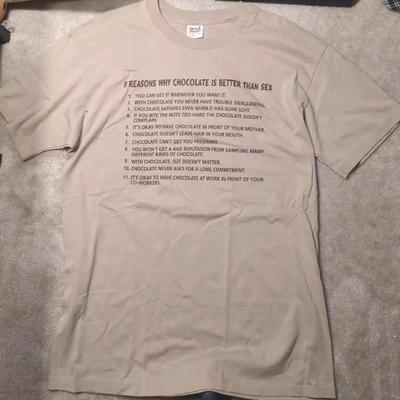 REASONS WHY CHOCOLATE IS BETTER THAN SEX
1. YOU CAN GET IT WHENEVER YOU WANT IT.
2. WITH CHOCOLATE YOU NEVER HAVE TROUBLE SWALLOWING.
3. CHOCOLATE SATISFIES EVEN WHEN IT HAS GONE SOFT.
4. IF YOU BITE THE NUTS TOO HARD THE CHOCOLATE DOESN'T
COMPLAIN.
5. IT'S OKAY TO HAVE CHOCOLATE IN FRONT OF YOUR MOTHER.
6. CHOCOLATE DOESN'T LEAVE HAIR IN YOUR MOUTH.
7. CHOCOLATE CAN'T GET YOU PREGNANT.
8. YOU WON'T GET A BAD REPUTATION FROM SAMPLING MANY
DIFFERENT KINDS OF CHOCOLATE.
9. WITH CHOCOLATE, SIZE DOESN'T MATTER.
10. CHOCOLATE NEVER ASKS FOR A LONG COMMITMENT.
11. IT'S OKAY TO HAVE CHOCOLATE AT WORK IN FRONT OF YOUR
CO-WORKERS.